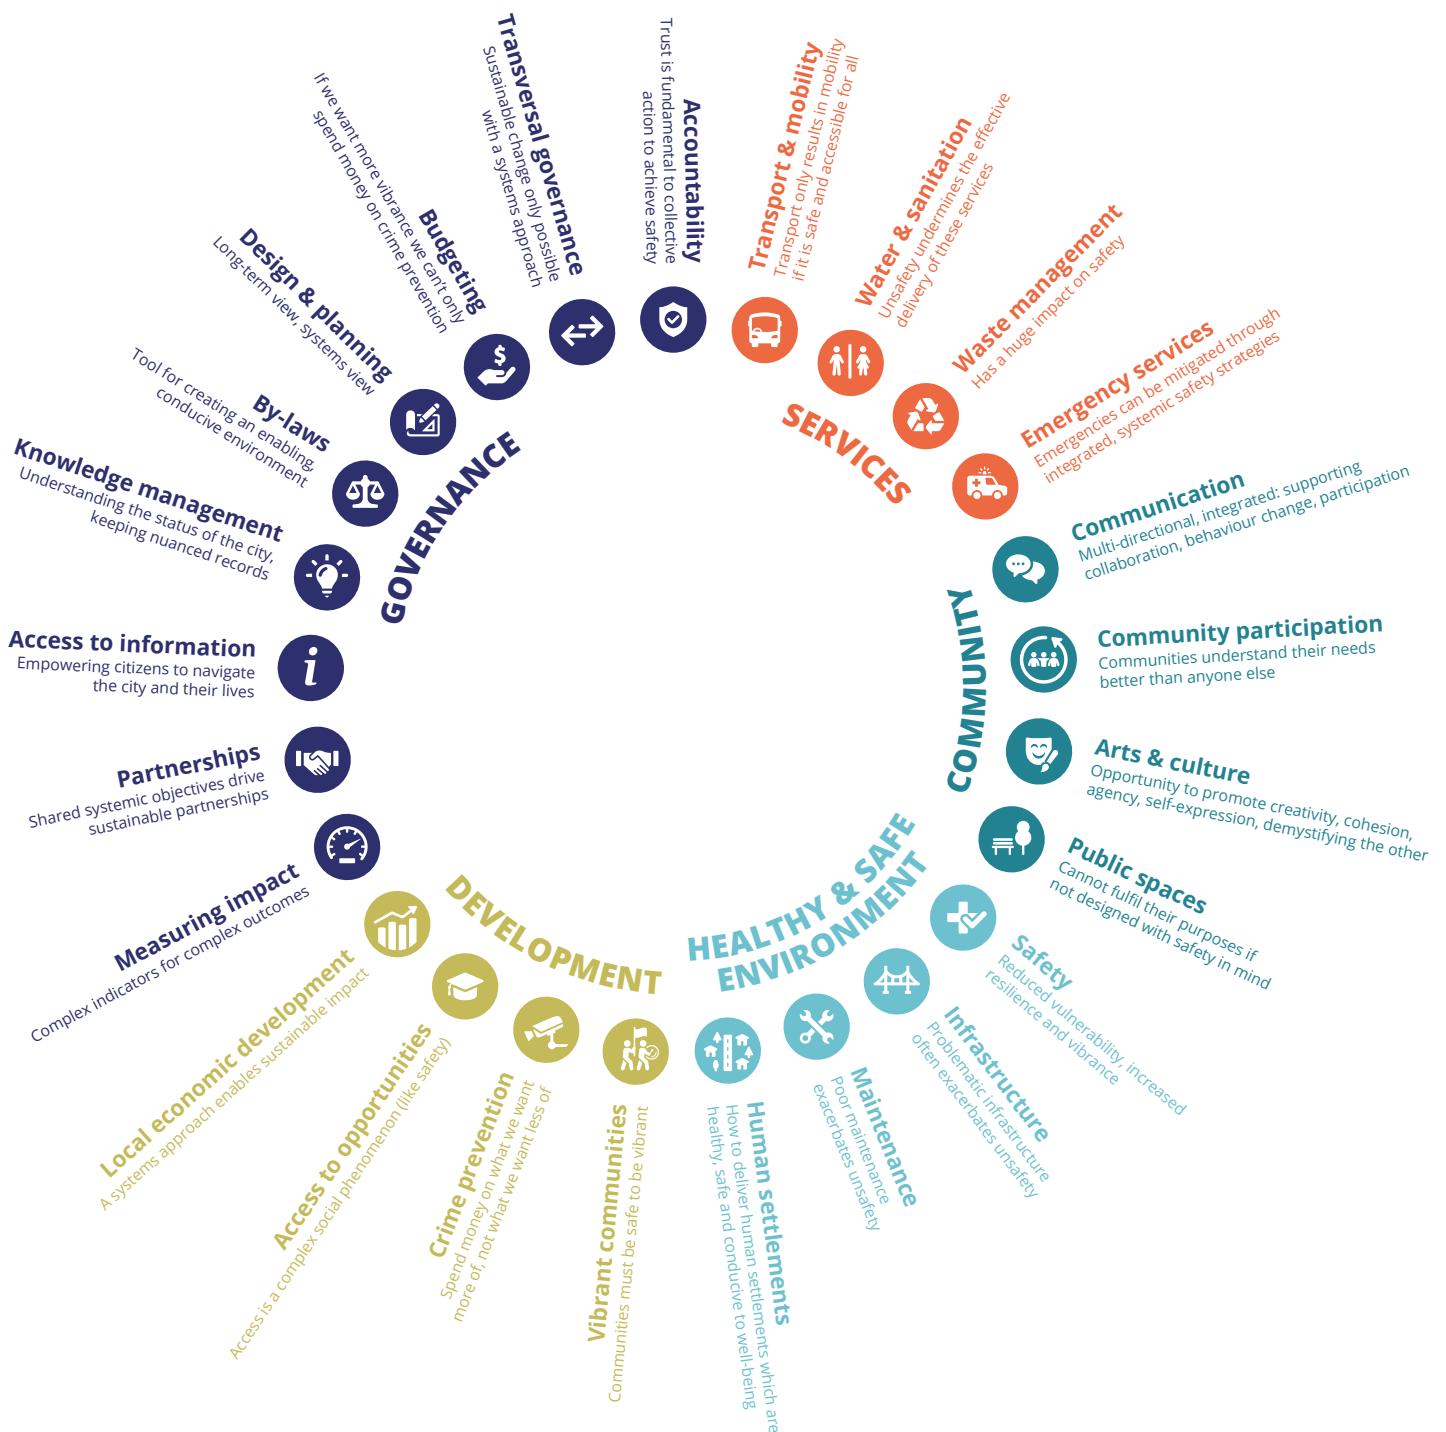 GOVERNANCE
Measuring impact
Complex indicators for complex outcomes
Partnerships
Shared systemic objectives drive
sustainable partnerships
Access to information
Empowering citizens to navigate
the city and their lives
Knowledge management
Understanding the status of the city,
keeping nuanced records
By-laws
Tool for creating an enabling,
conducive environment
Design & planning
Long-term view, systems view
Budgeting
If we want more vibrance we can't only
spend money on crime prevention
$
Transversal governance
Sustainable change only possible
with a systems approach
Accountability
Trust is fundamental to collective
action to achieve safety
SERVICES
Transport & mobility
Transport only results in mobility
if it is safe and accessible for all
Water & sanitation
Unsafety undermines the effective
delivery of these services
Waste management
Has a huge impact on safety
Emergency services
Emergencies can be mitigated through
integrated, systemic safety strategies
COMMUNITY
Communication
Multi-directional, integrated: supporting
collaboration, behaviour change, participation
Community participation
Communities understand their needs
better than anyone else
Arts & culture
Opportunity to promote creativity, cohesion,
agency, self-expression, demystifying the other
Public spaces
Cannot fulfil their purposes if
not designed with safety in mind
HEALTHY & SAFE
ENVIRONMENT
Safety
Reduced vulnerability, increased
resilience and vibrance
Infrastructure
Problematic infrastructure
often exacerbates unsafety
Maintenance
Poor maintenance
exacerbates unsafety
Human settlements
How to deliver human settlements which are
healthy, safe and conducive to well-being
DEVELOPMENT
Vibrant communities
Communities must be safe to be vibrant
Crime prevention
Spend money on what we want
more of, not what we want less of
Access to opportunities
Access is a complex social phenomenon (like safety)
Local economic development
A systems approach enables sustainable impact
i